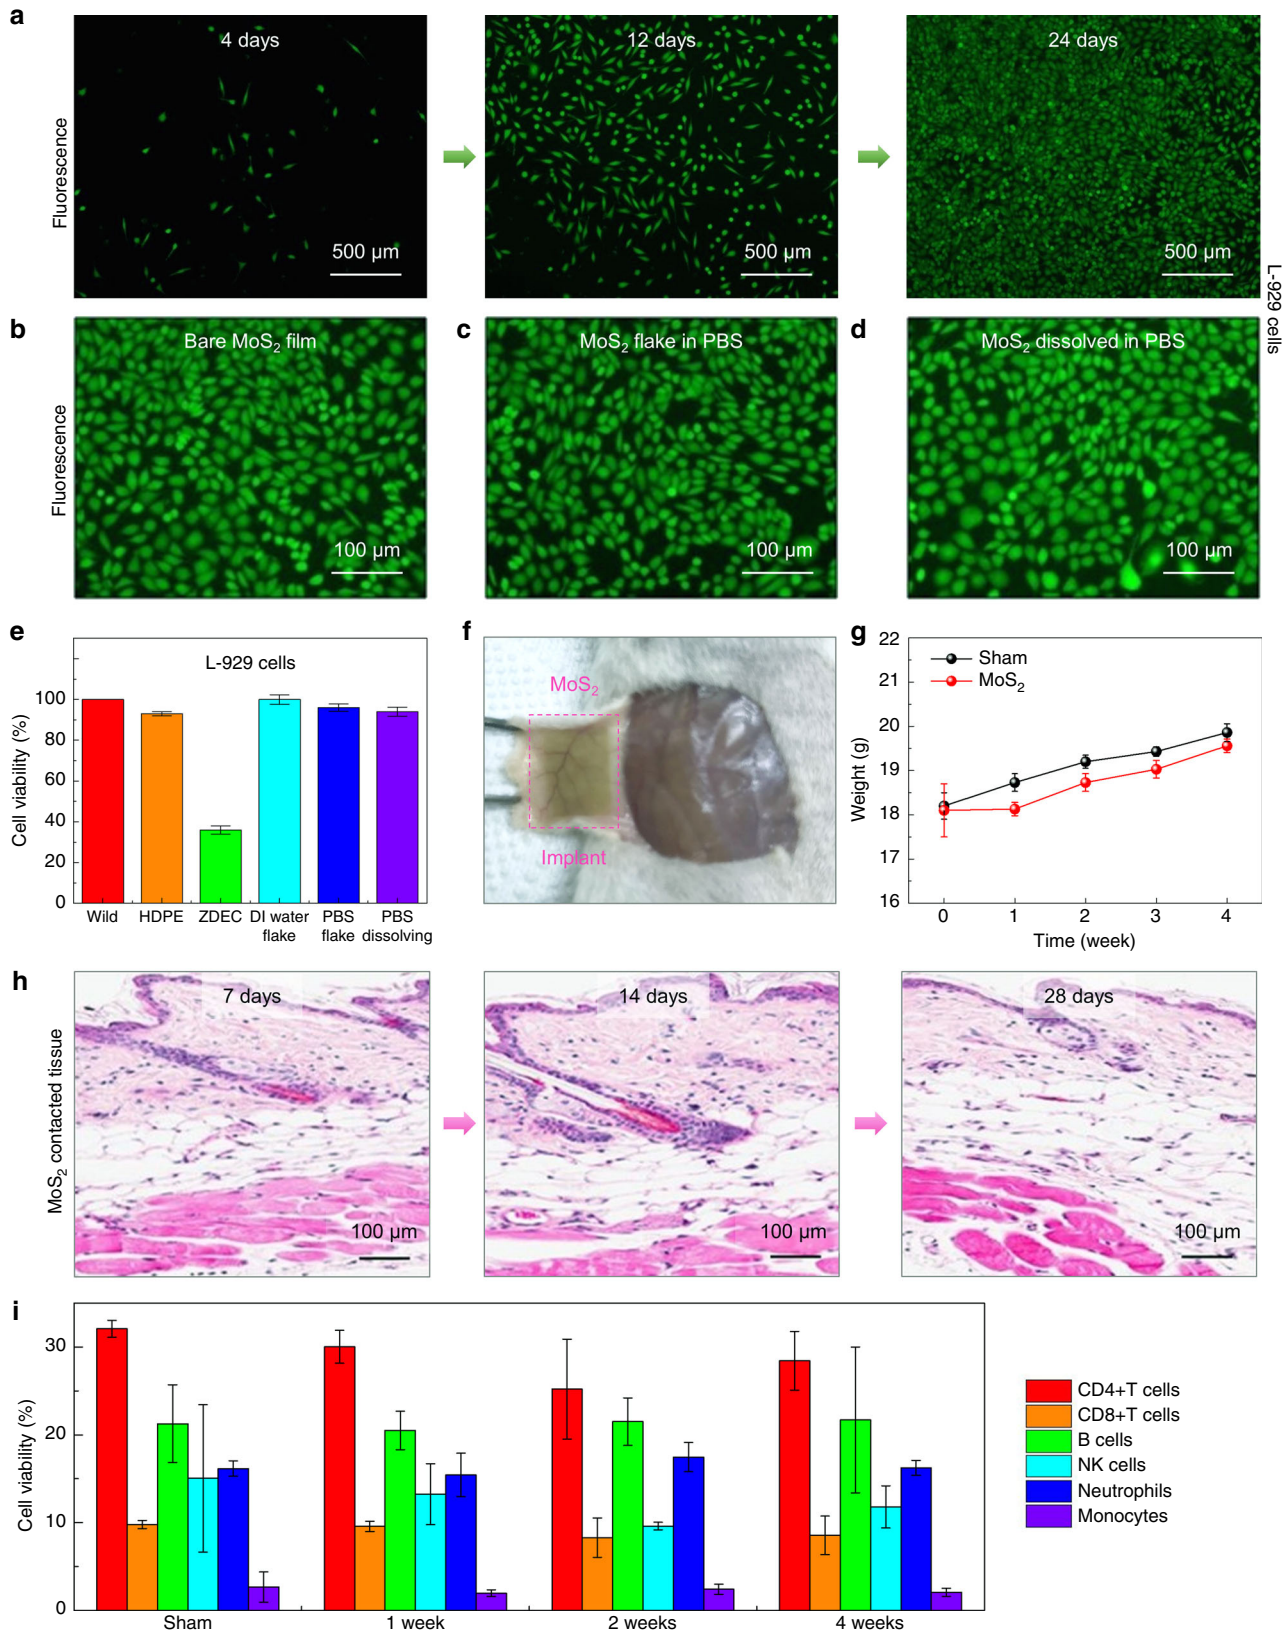 a
4 days
12 days
24 days
Fluorescence
500 µm
500 µm
500 µm
L-929 cells
b
Bare MoS₂ film
c
MoS₂ flake in PBS
d
MoS₂ dissolved in PBS
Fluorescence
100 µm
100 µm
100 µm
e
L-929 cells
Cell viability (%)
100
80
60
40
20
0
Wild
HDPE
ZDEC
DI water
flake
PBS
flake
PBS
dissolving
f
MoS₂
Implant
g
Sham
MoS₂
Weight (g)
22
21
20
19
18
17
16
0
1
2
3
4
Time (week)
h
7 days
14 days
28 days
MoS₂ contacted tissue
100 µm
100 µm
100 µm
i
Cell viability (%)
30
20
10
0
Sham
1 week
2 weeks
4 weeks
CD4+T cells
CD8+T cells
B cells
NK cells
Neutrophils
Monocytes